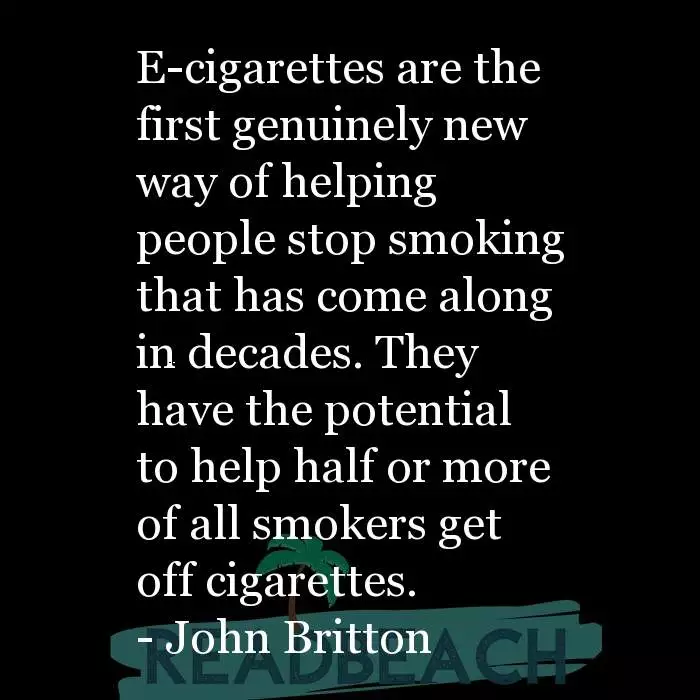 E-cigarettes are the
first genuinely new
way of helping
people stop smoking
that has come along
in decades. They
have the potential
to help half or more
of all smokers get
off cigarettes.
- John Britton
READBEACH